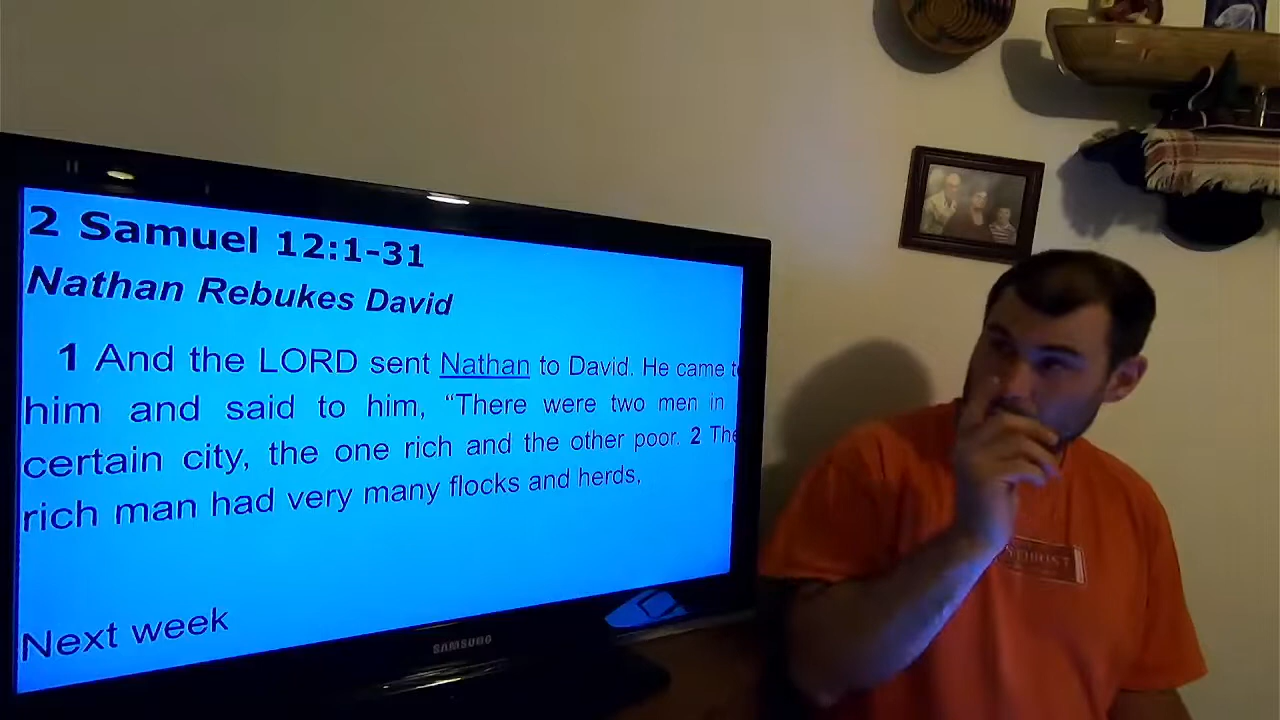 2 Samuel 12:1-31
Nathan Rebukes David
1 And the LORD sent Nathan to David. He came t
him and said to him, “There were two men in
certain city, the one rich and the other poor. 2 The
rich man had very many flocks and herds,
Next week
SAMSUNG